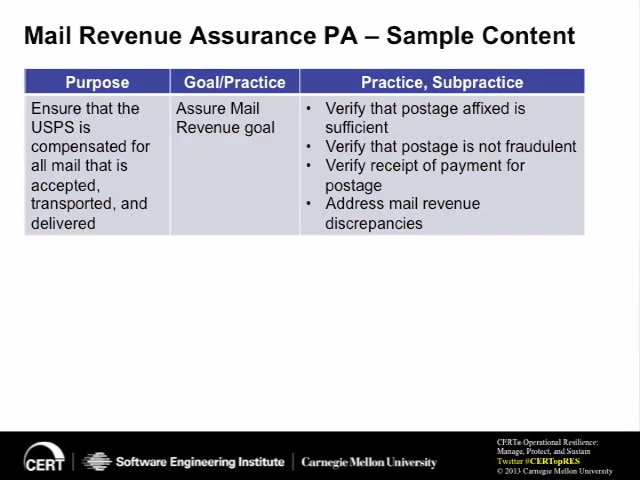 Mail Revenue Assurance PA – Sample Content
Purpose
Goal/Practice
Practice, Subpractice
Ensure that the
USPS is
compensated for
all mail that is
accepted,
transported, and
delivered
Assure Mail
Revenue goal
• Verify that postage affixed is
sufficient
• Verify that postage is not fraudulent
• Verify receipt of payment for
postage
• Address mail revenue
discrepancies
CERT
Software Engineering Institute
Carnegie Mellon University
CERT® Operational Resilience:
Manage, Protect, and Sustain
Twitter #CERTopRES
© 2013 Carnegie Mellon University